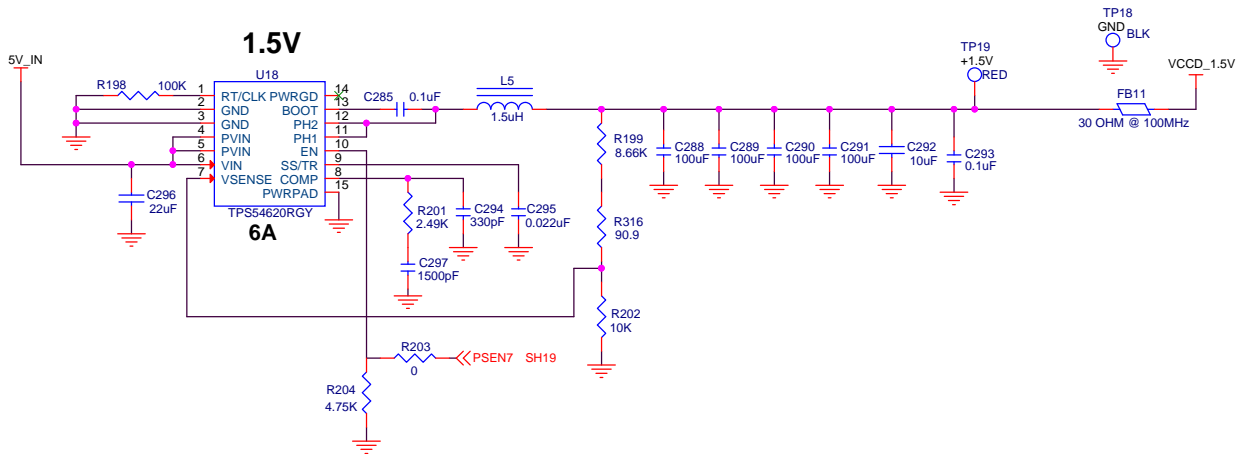 TP18
GND
BLK
1.5V
5V_IN
TP19
+1.5V
RED
VCCD_1.5V
U18
L5
1.5uH
R198 100K
C285 0.1uF
FB11
30 OHM @ 100MHz
1 RT/CLK PWRGD 14
2 GND BOOT 13
3 GND PH2 12
4 PVIN PH1 11
5 PVIN EN 10
6 VIN SS/TR 9
7 VSENSE COMP 8
PWRPAD 15
TPS54620RGY
6A
C296
22uF
R201
2.49K
C294
330pF
C295
0.022uF
C297
1500pF
R199
8.66K
C288
100uF
C289
100uF
C290
100uF
C291
100uF
C292
10uF
C293
0.1uF
R316
90.9
R202
10K
R203
0
PSEN7 SH19
R204
4.75K